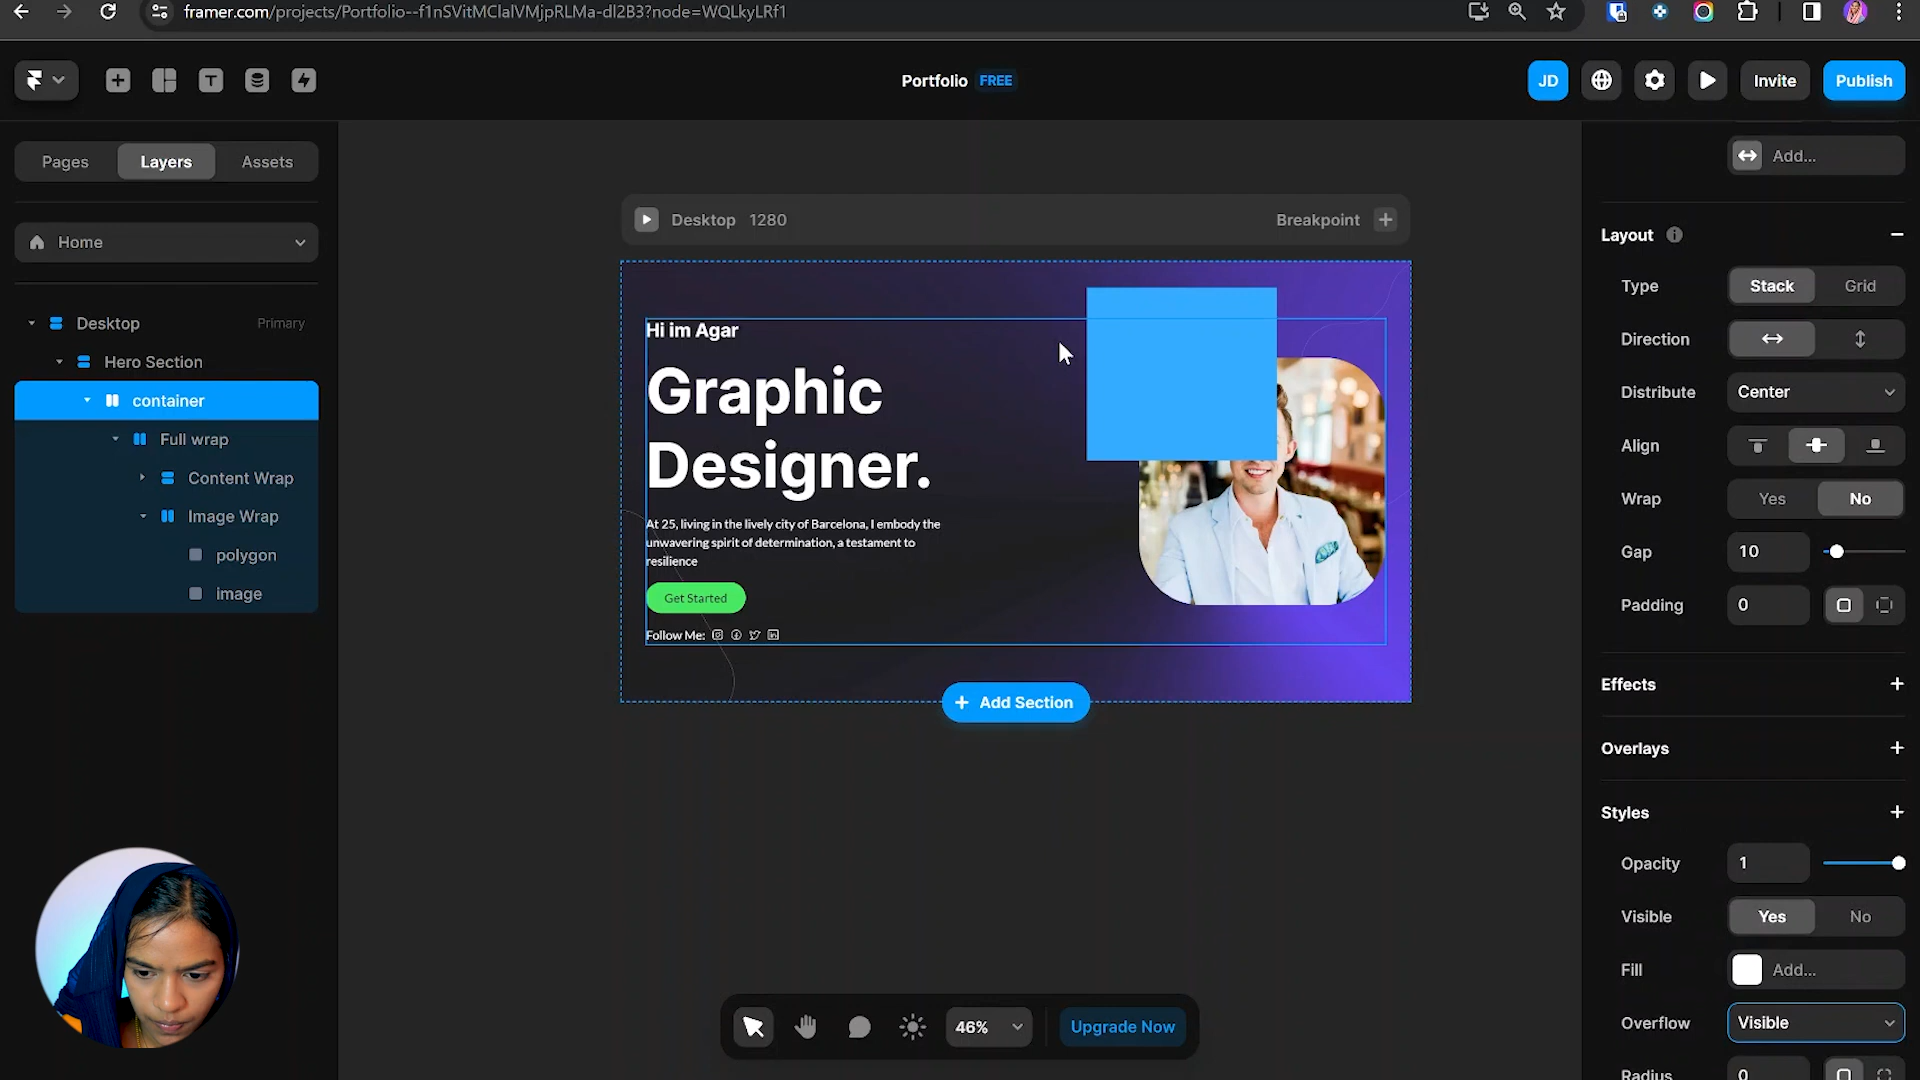 framer.com/projects/Portfolio--f1nSVitMClalVMjpRLMa-dl2B3?node=WQLkyLRf1
T
Portfolio FREE
JD
Invite
Publish
Pages
Layers
Assets
Home
Desktop
Primary
Hero Section
container
Full wrap
Content Wrap
Image Wrap
polygon
image
Desktop 1280
Breakpoint
Hi im Agar
Graphic
Designer.
At 25, living in the lively city of Barcelona, I embody the
unwavering spirit of determination, a testament to
resilience
Get Started
Follow Me:
Add Section
46%
Upgrade Now
Add...
Layout
Type
Stack
Grid
Direction
Distribute
Center
Align
Wrap
Yes
No
Gap
10
Padding
0
Effects
Overlays
Styles
Opacity
1
Visible
Yes
No
Fill
Add...
Overflow
Visible
Radius
0